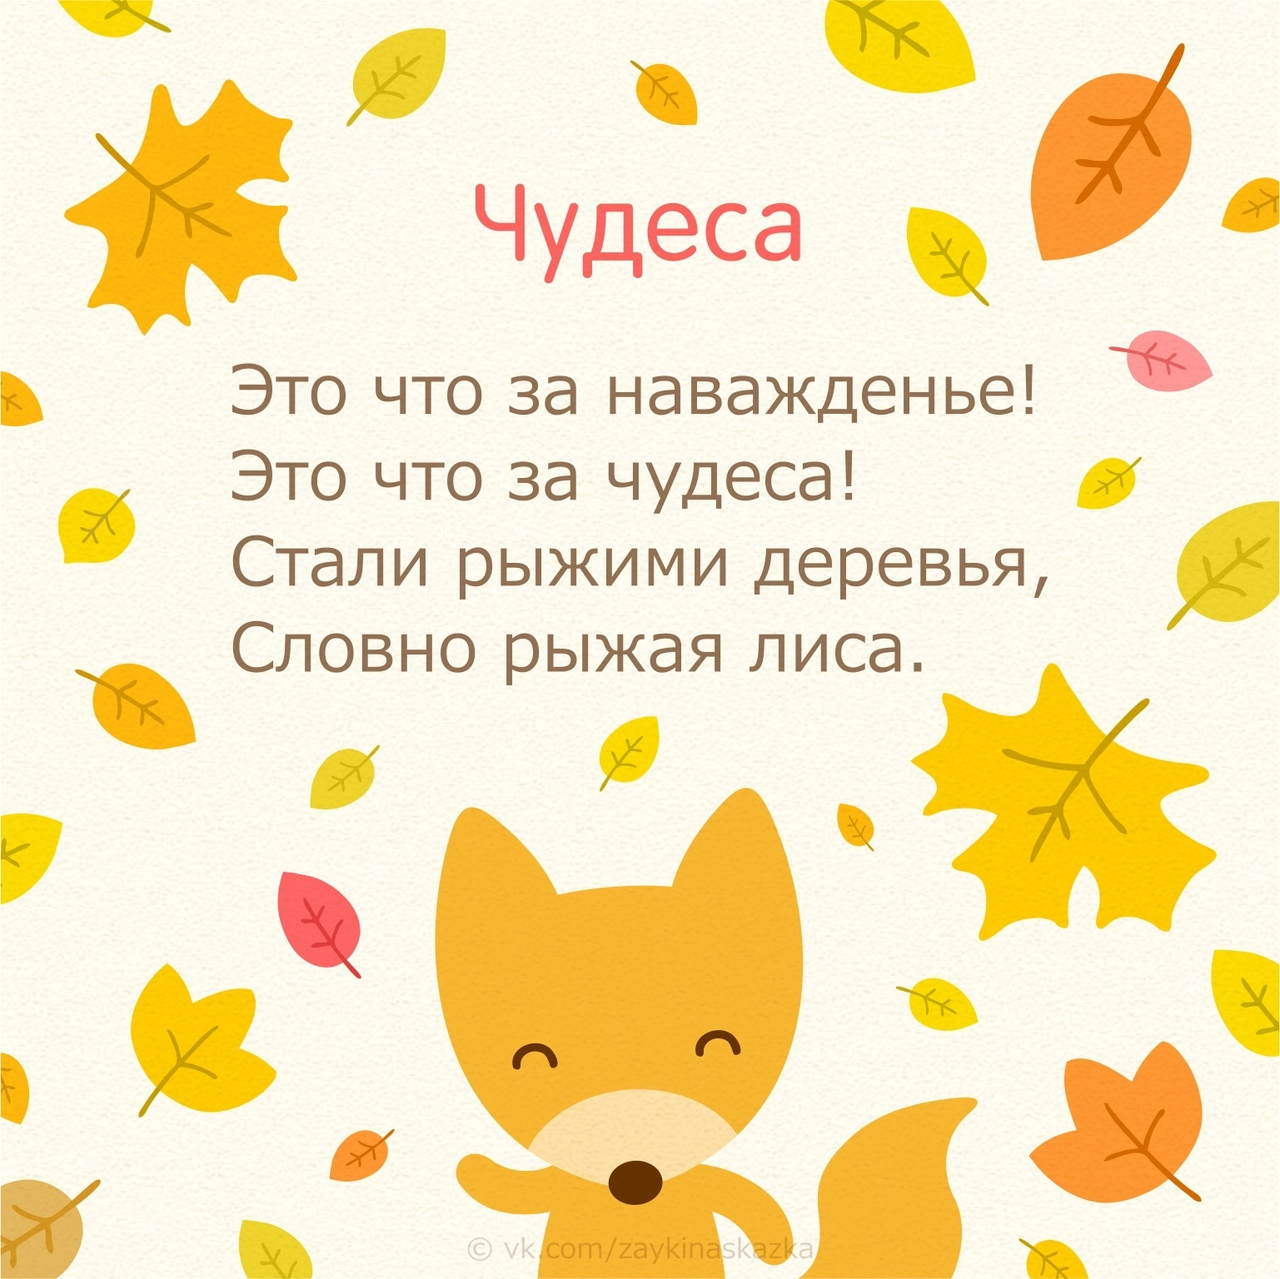 Чудеса
Это что за наважденье!
Это что за чудеса!
Стали рыжими деревья,
Словно рыжая лиса.
© vk.com/zaykinaskazka